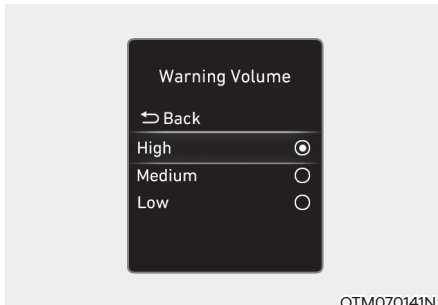 Warning Volume
Back
High
Medium
Low
OTM070141N